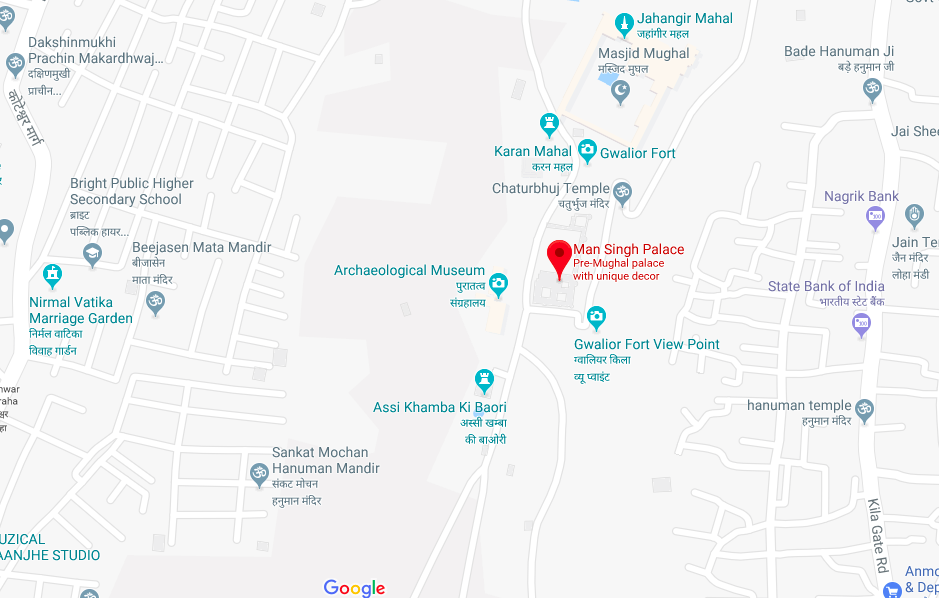 Jahangir Mahal
जहांगीर महल
Masjid Mughal
मस्जिद मुघल
Dakshinmukhi
Prachin Makardhwaj...
दक्षिणमुखी
प्राचीन...
Bade Hanuman Ji
बड़े हनुमान जी
कोटेश्वर मार्ग
Jai Shee
Karan Mahal
करन महल
Gwalior Fort
Chaturbhuj Temple
चतुर्भुज मंदिर
Bright Public Higher
Secondary School
ब्राइट
पब्लिक हायर...
Nagrik Bank
Beejasen Mata Mandir
बीजासेन
माता मंदिर
Man Singh Palace
Pre-Mughal palace
with unique decor
Jain Te
जैन मंदिर
लोहा मंडी
Archaeological Museum
पुरातत्व
संग्रहालय
State Bank of India
भारतीय स्टेट बैंक
Nirmal Vatika
Marriage Garden
निर्मल वाटिका
विवाह गार्डन
Gwalior Fort View Point
ग्वालियर किला
व्यू प्वाइंट
Assi Khamba Ki Baori
अस्सी खम्बा
की बाओरी
hanuman temple
हनुमान मंदिर
Sankat Mochan
Hanuman Mandir
संकट मोचन
हनुमान मंदिर
Kila Gate Rd
UZICAL
AANJHE STUDIO
Google
Anmo
& Dep